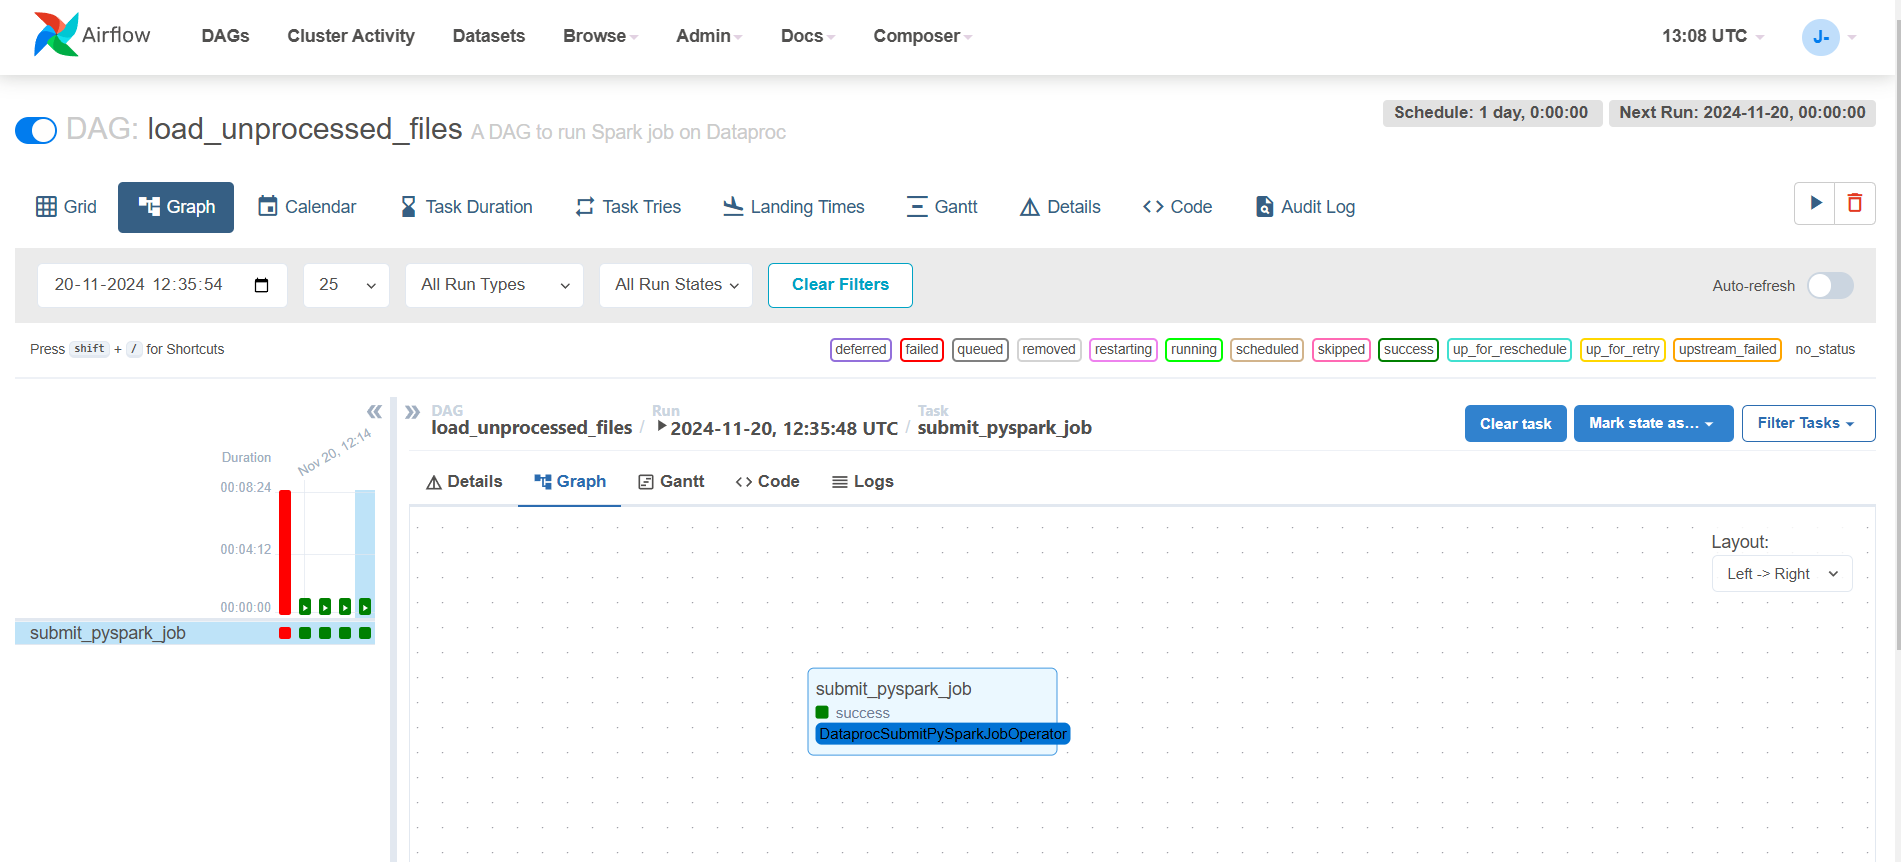 Airflow DAGs Cluster Activity Datasets Browse Admin Docs Composer 13:08 UTC J-
DAG: load_unprocessed_files A DAG to run Spark job on Dataproc
Schedule: 1 day, 0:00:00 Next Run: 2024-11-20, 00:00:00
Grid Graph Calendar Task Duration Task Tries Landing Times Gantt Details Code Audit Log
20-11-2024 12:35:54 25 All Run Types All Run States Clear Filters Auto-refresh
Press shift + / for Shortcuts
deferred failed queued removed restarting running scheduled skipped success up_for_reschedule up_for_retry upstream_failed no_status
Duration
Nov 20, 12:14
00:08:24
00:04:12
00:00:00
submit_pyspark_job
DAG Run Task
load_unprocessed_files / 2024-11-20, 12:35:48 UTC / submit_pyspark_job
Clear task Mark state as... Filter Tasks
Details Graph Gantt Code Logs
Layout:
Left -> Right
submit_pyspark_job
success
DataprocSubmitPySparkJobOperator